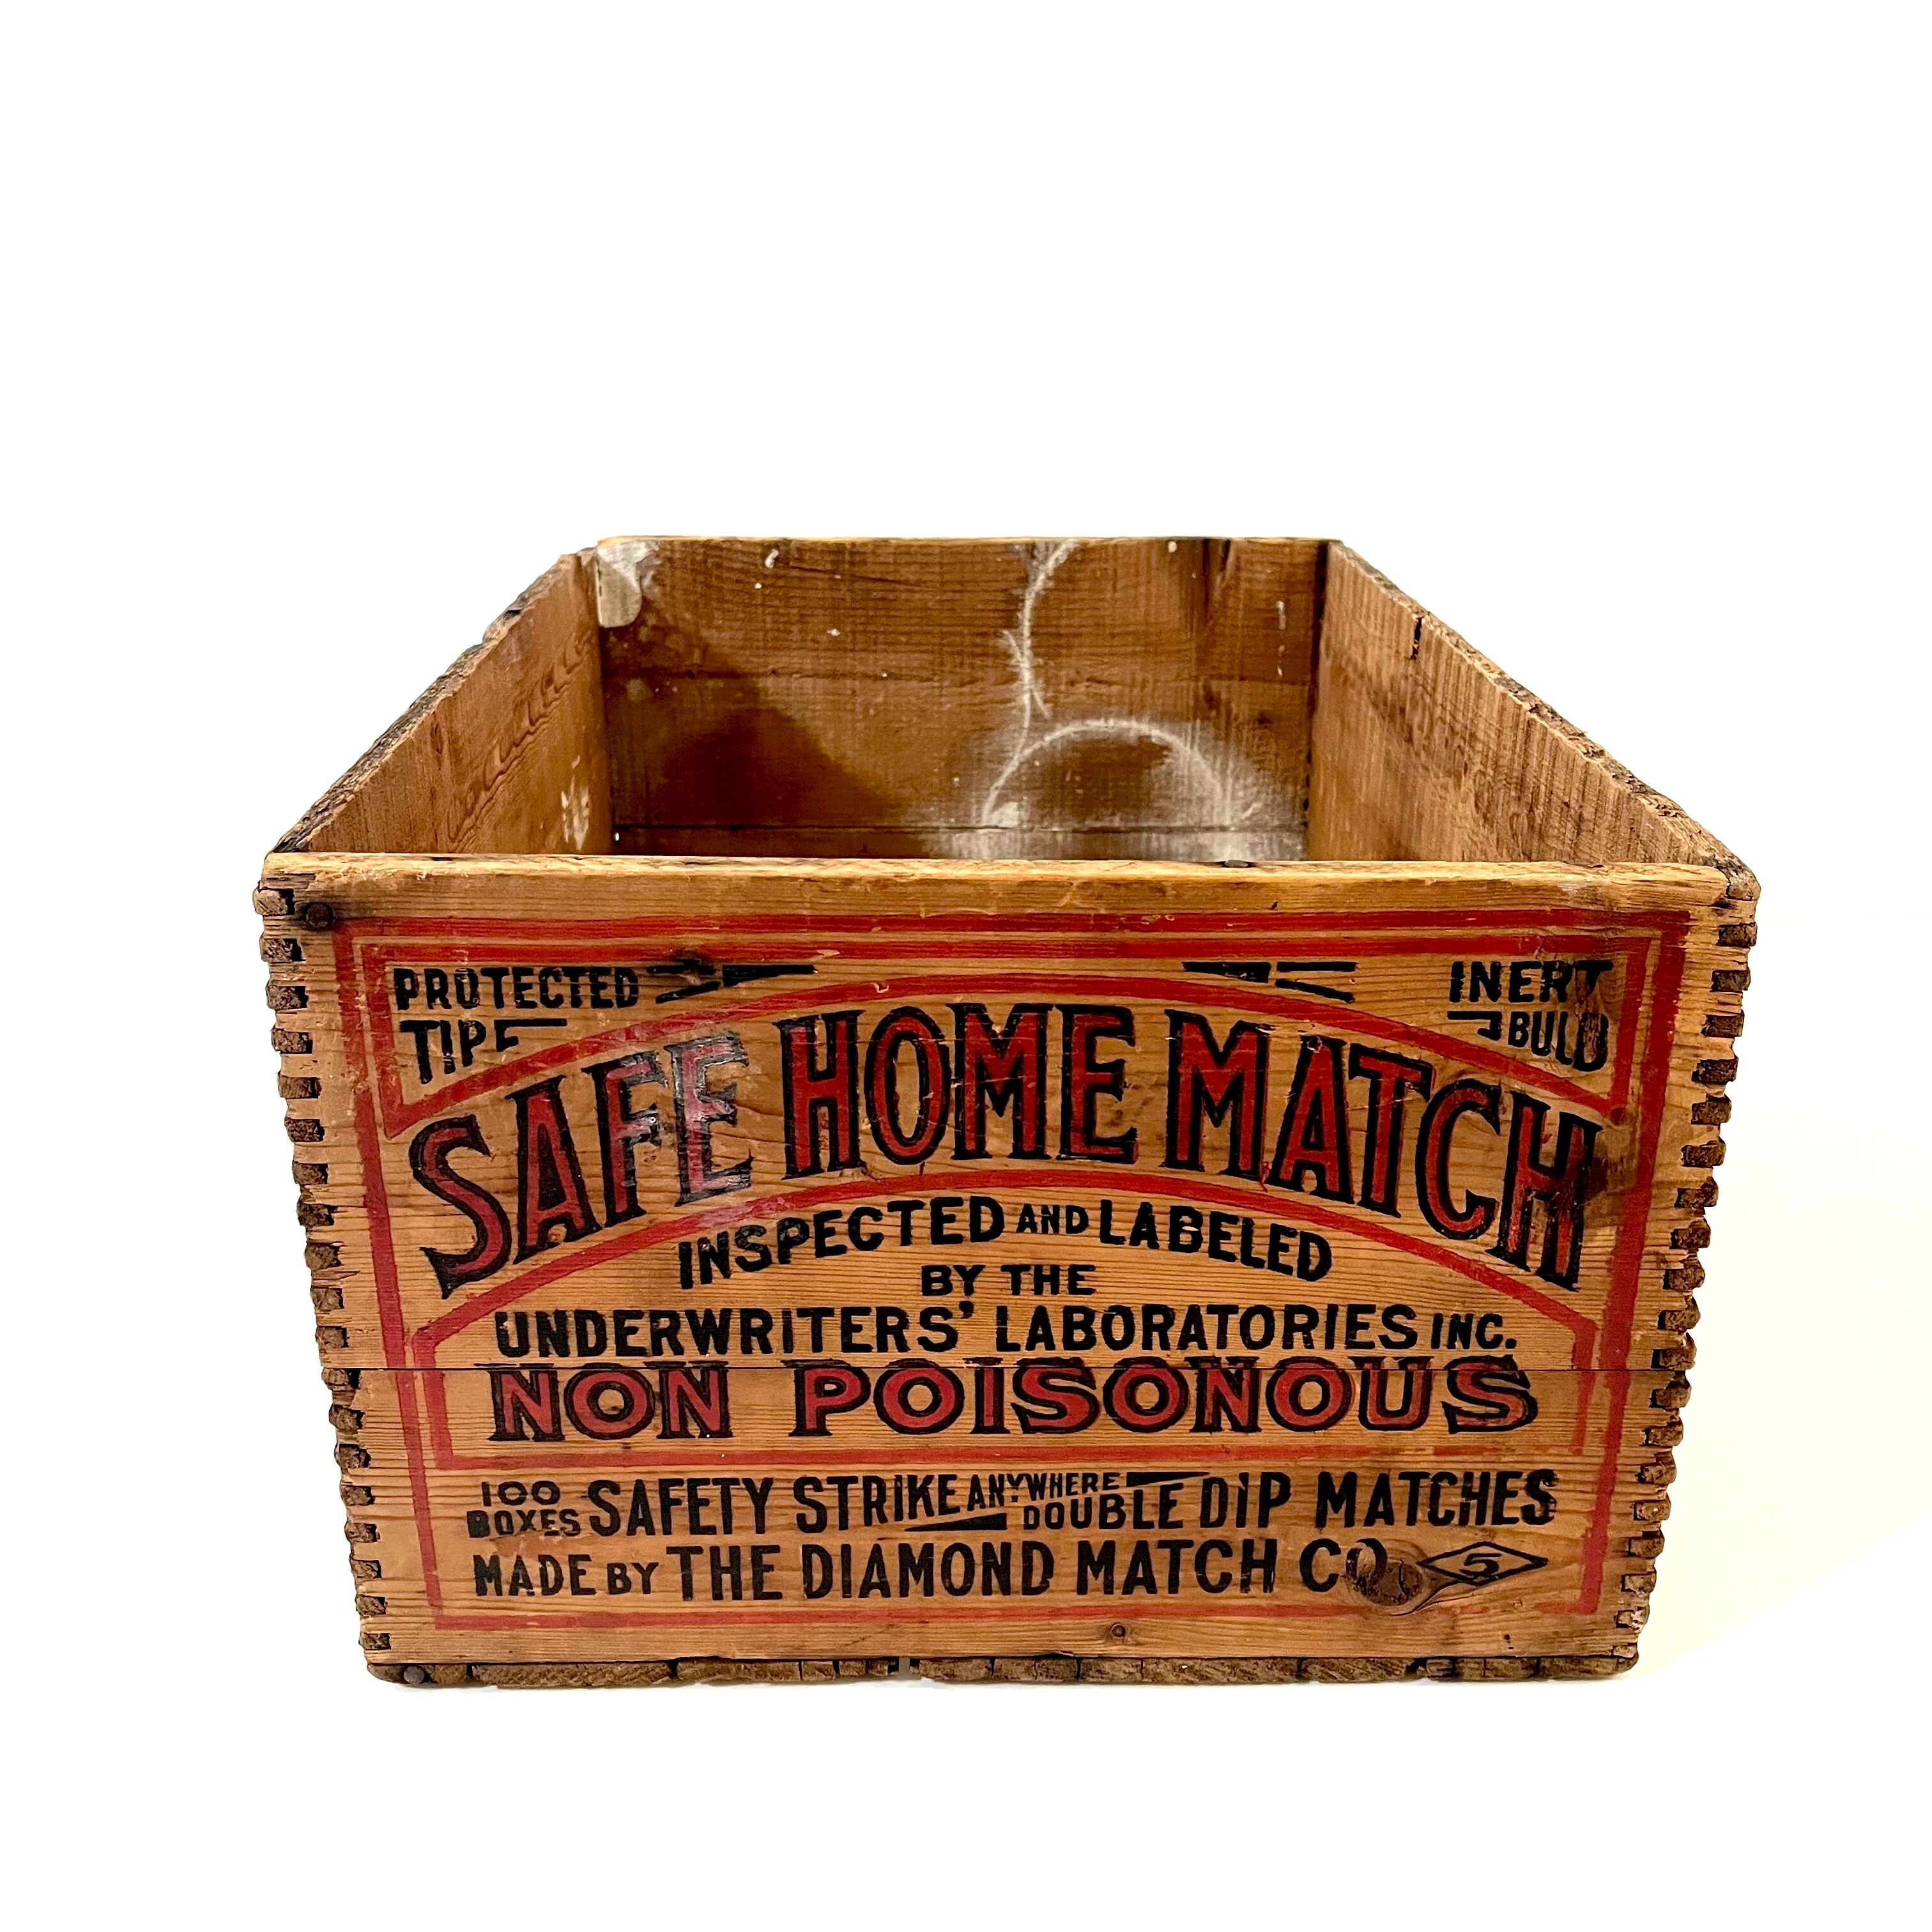 PROTECTED
TIP
INERT
BULB
SAFE HOME MATCH
INSPECTED AND LABELED
BY THE
UNDERWRITERS' LABORATORIES INC.
NON POISONOUS
100 BOXES SAFETY STRIKE ANYWHERE DOUBLE DIP MATCHES
MADE BY THE DIAMOND MATCH CO 5